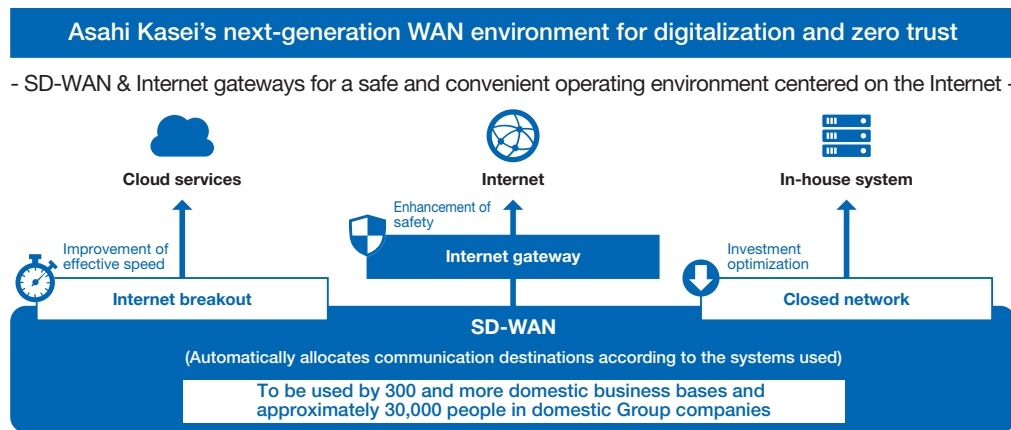 Asahi Kasei's next-generation WAN environment for digitalization and zero trust
- SD-WAN & Internet gateways for a safe and convenient operating environment centered on the Internet -
Cloud services
Internet
In-house system
Improvement of
effective speed
Enhancement of
safety
Investment
optimization
Internet breakout
Internet gateway
Closed network
SD-WAN
(Automatically allocates communication destinations according to the systems used)
To be used by 300 and more domestic business bases and
approximately 30,000 people in domestic Group companies